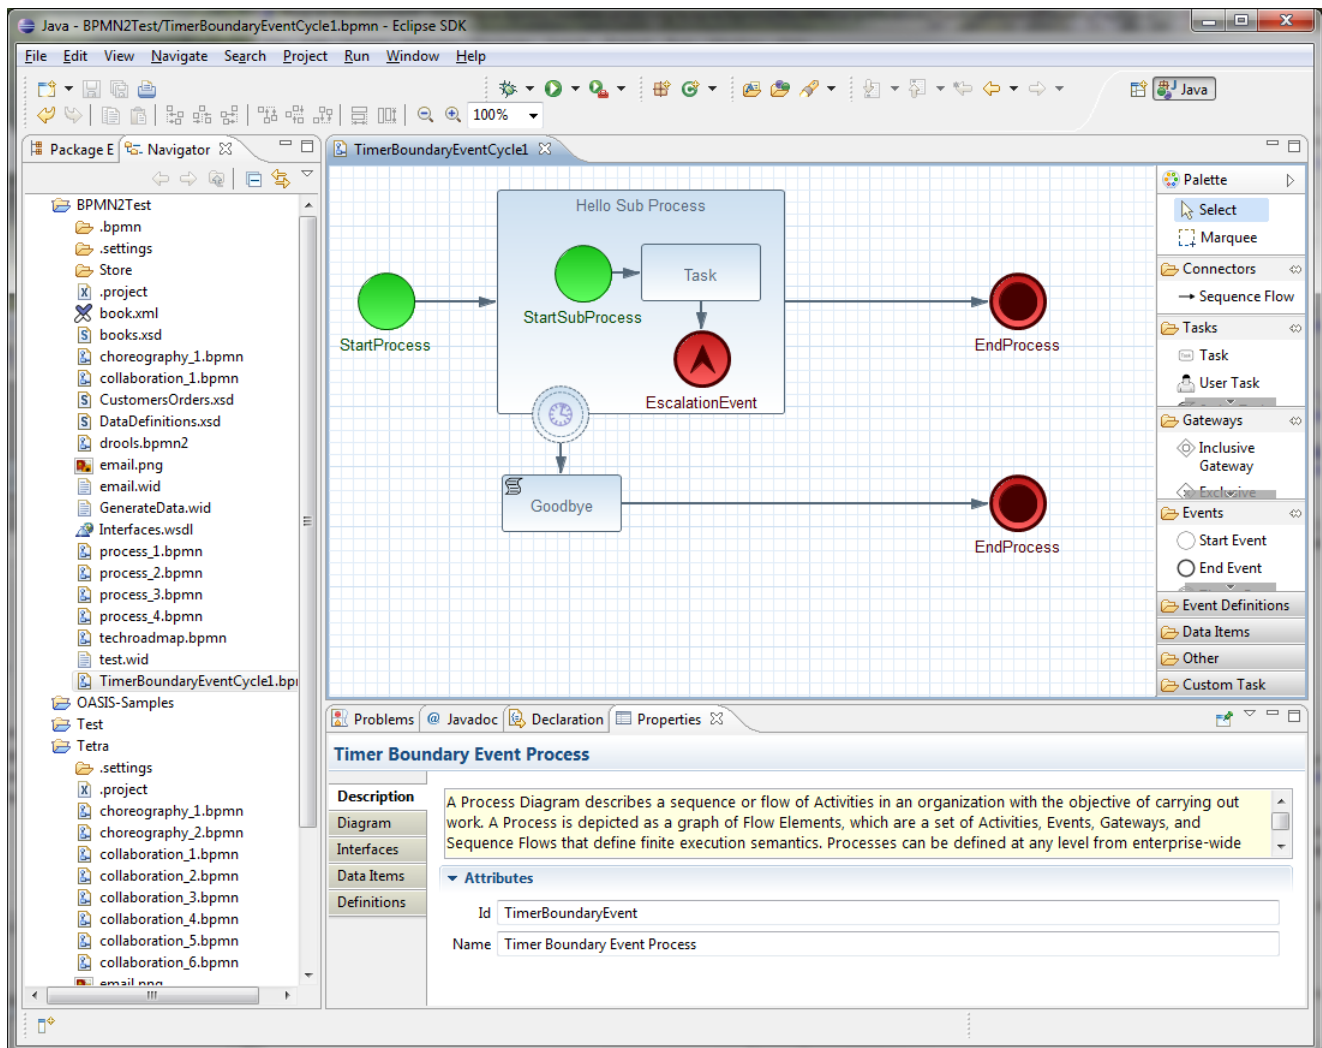 Java - BPMN2Test/TimerBoundaryEventCycle1.bpmn - Eclipse SDK
File Edit View Navigate Search Project Run Window Help
Java
100%
Package E Navigator
BPMN2Test
.bpmn
.settings
Store
.project
book.xml
books.xsd
choreography_1.bpmn
collaboration_1.bpmn
CustomersOrders.xsd
DataDefinitions.xsd
drools.bpmn2
email.png
email.wid
GenerateData.wid
Interfaces.wsdl
process_1.bpmn
process_2.bpmn
process_3.bpmn
process_4.bpmn
techroadmap.bpmn
test.wid
TimerBoundaryEventCycle1.bp
OASIS-Samples
Test
Tetra
.settings
.project
choreography_1.bpmn
choreography_2.bpmn
collaboration_1.bpmn
collaboration_2.bpmn
collaboration_3.bpmn
collaboration_4.bpmn
collaboration_5.bpmn
collaboration_6.bpmn
email.png
TimerBoundaryEventCycle1
Hello Sub Process
Task
StartSubProcess
StartProcess
EndProcess
EscalationEvent
Goodbye
EndProcess
Palette
Select
Marquee
Connectors
Sequence Flow
Tasks
Task
User Task
Gateways
Inclusive
Gateway
Exclusive
Events
Start Event
End Event
Event Definitions
Data Items
Other
Custom Task
Problems @ Javadoc Declaration Properties
Timer Boundary Event Process
Description
Diagram
Interfaces
Data Items
Definitions
A Process Diagram describes a sequence or flow of Activities in an organization with the objective of carrying out
work. A Process is depicted as a graph of Flow Elements, which are a set of Activities, Events, Gateways, and
Sequence Flows that define finite execution semantics. Processes can be defined at any level from enterprise-wide
Attributes
Id TimerBoundaryEvent
Name Timer Boundary Event Process